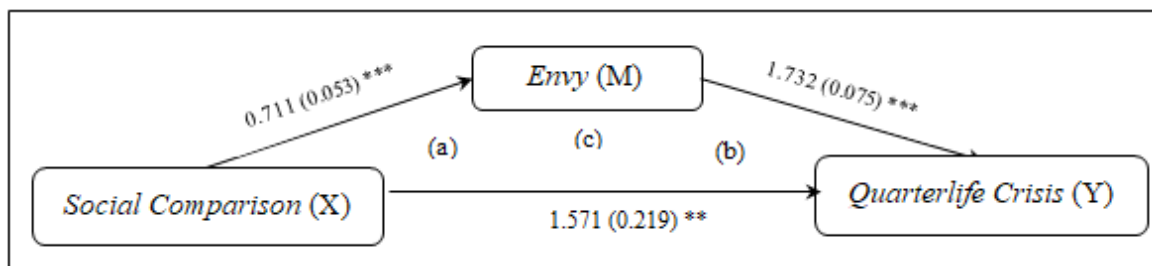 Envy (M)
0.711 (0.053) ***
1.732 (0.075) ***
(a)
(c)
(b)
Social Comparison (X)
Quarterlife Crisis (Y)
1.571 (0.219) **